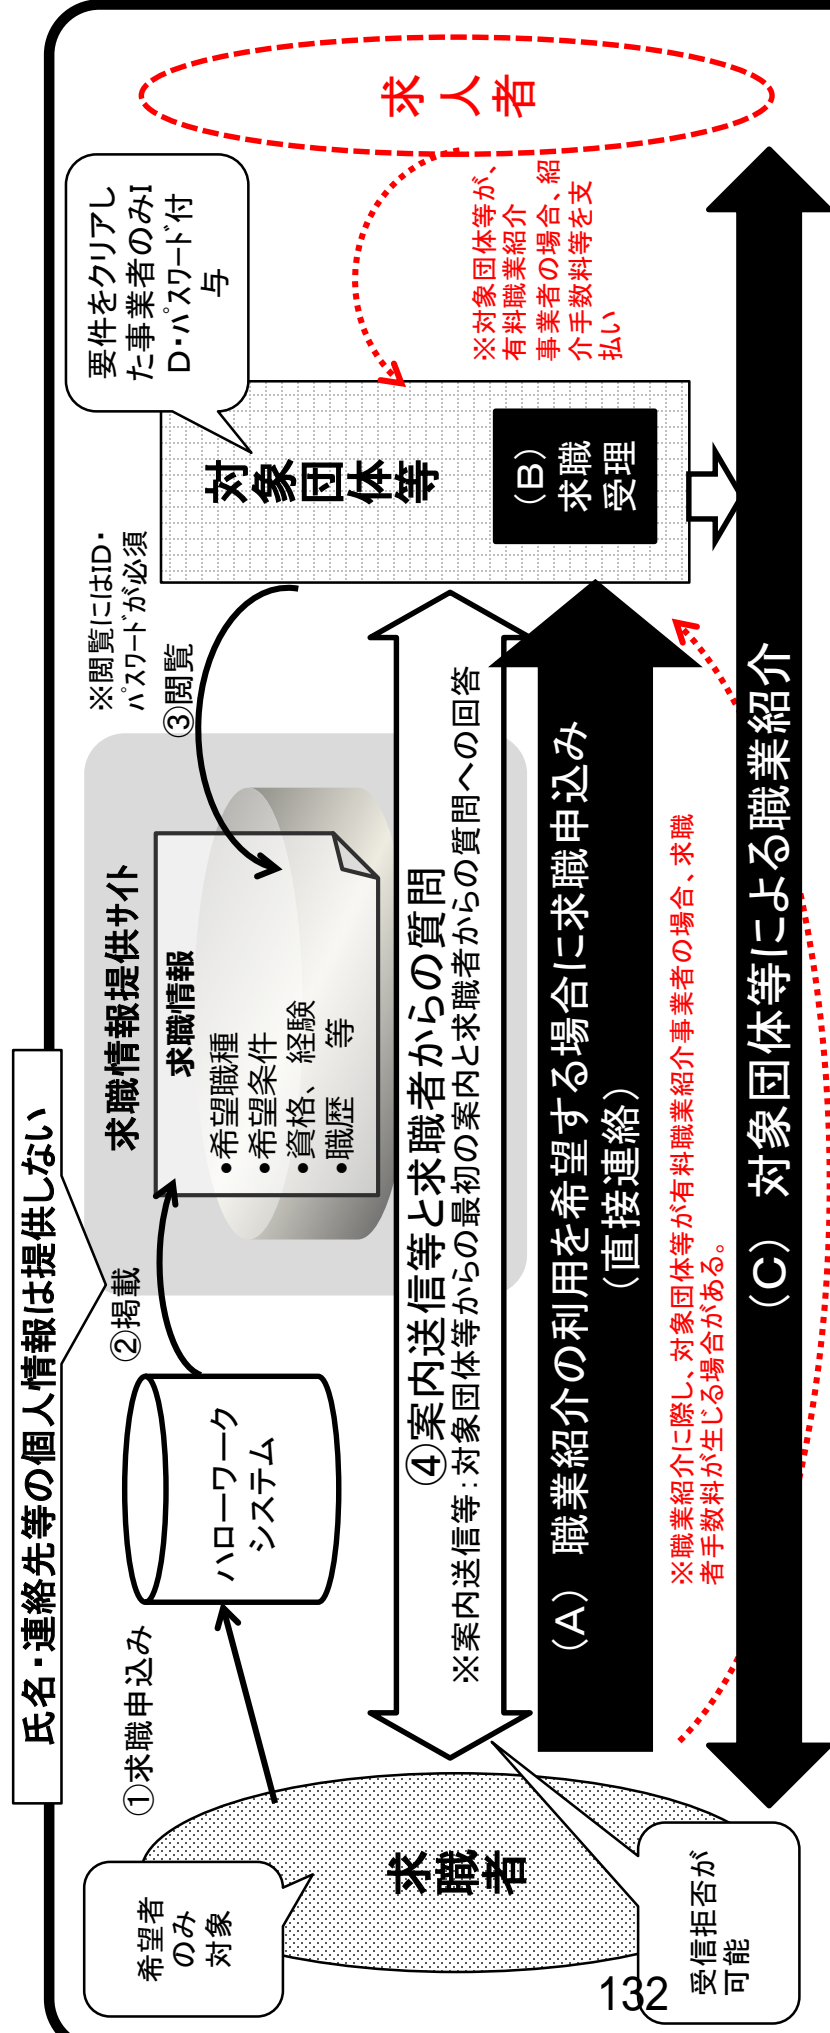 氏名・連絡先等の個人情報は提供しない
希望者
のみ
対象
①求職申込み
ハローワーク
システム
②掲載
求職情報提供サイト
求職情報
・希望職種
・希望条件
・資格、経験
・職歴　等
※閲覧にはID・
パスワードが必須
③閲覧
要件をクリアし
た事業者のみI
D・パスワード付
与
対象団体等
(B)
求職
受理
求人者
※対象団体等が、
有料職業紹介
事業者の場合、紹
介手数料等を支
払い
求職者
④案内送信等と求職者からの質問
※案内送信等：対象団体等からの最初の案内と求職者からの質問への回答
(A) 職業紹介の利用を希望する場合に求職申込み
(直接連絡)
※職業紹介に際し、対象団体等が有料職業紹介事業者の場合、求職
者手数料が生じる場合がある。
(C) 対象団体等による職業紹介
受信拒否が
可能
132